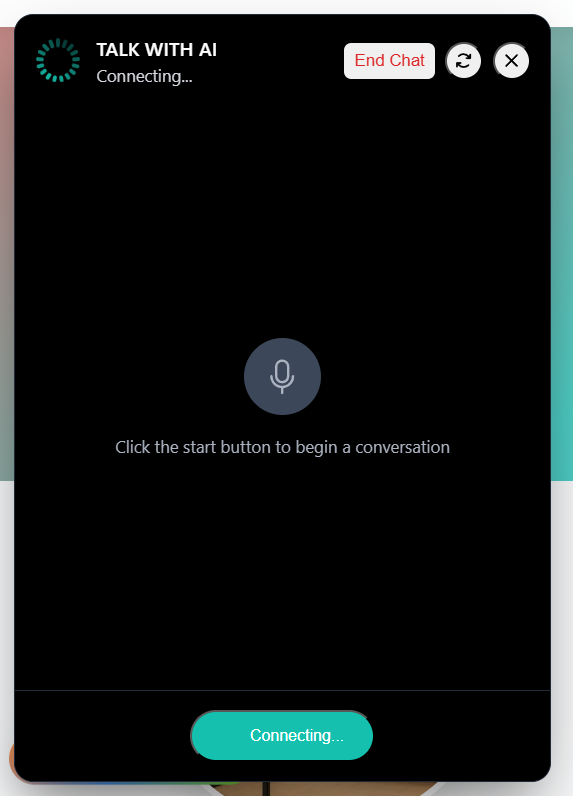 TALK WITH AI
Connecting...
End Chat
Click the start button to begin a conversation
Connecting...